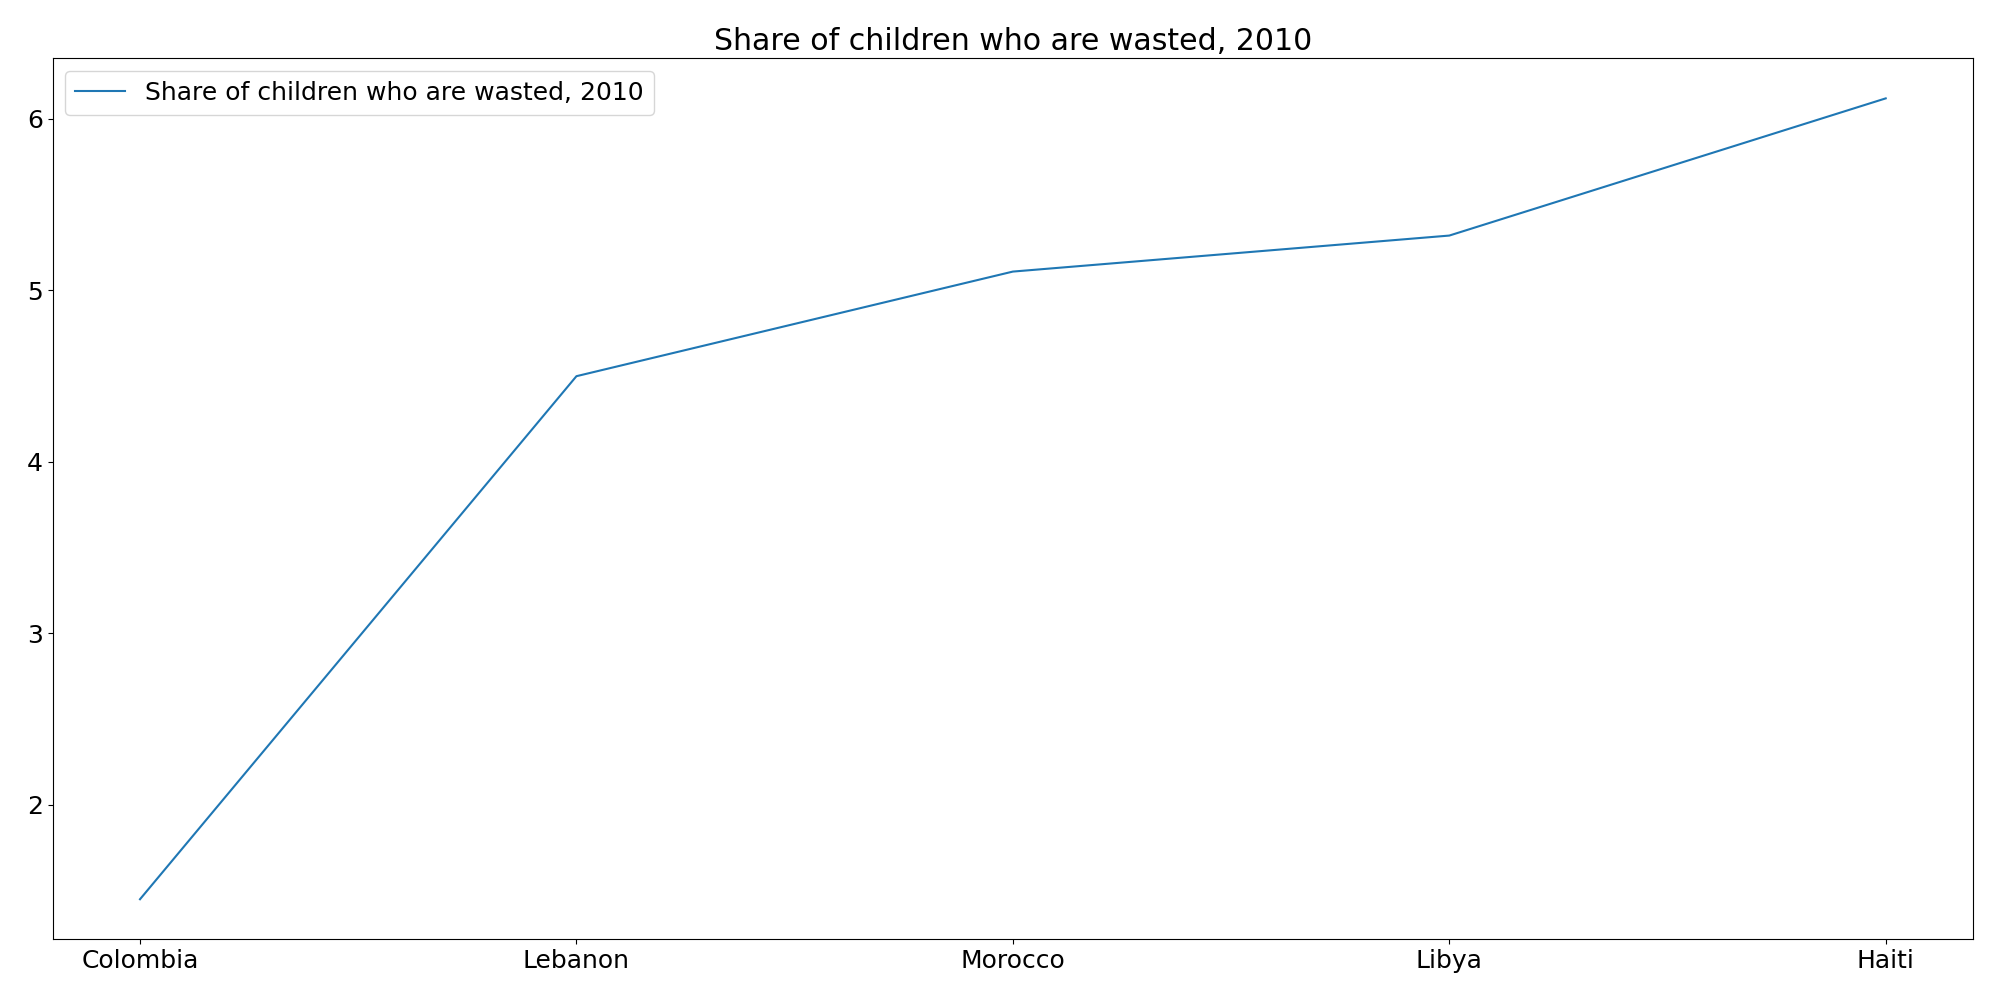 Share of children who are wasted, 2010
Share of children who are wasted, 2010
6
5
4
3
2
Colombia Lebanon Morocco Libya Haiti